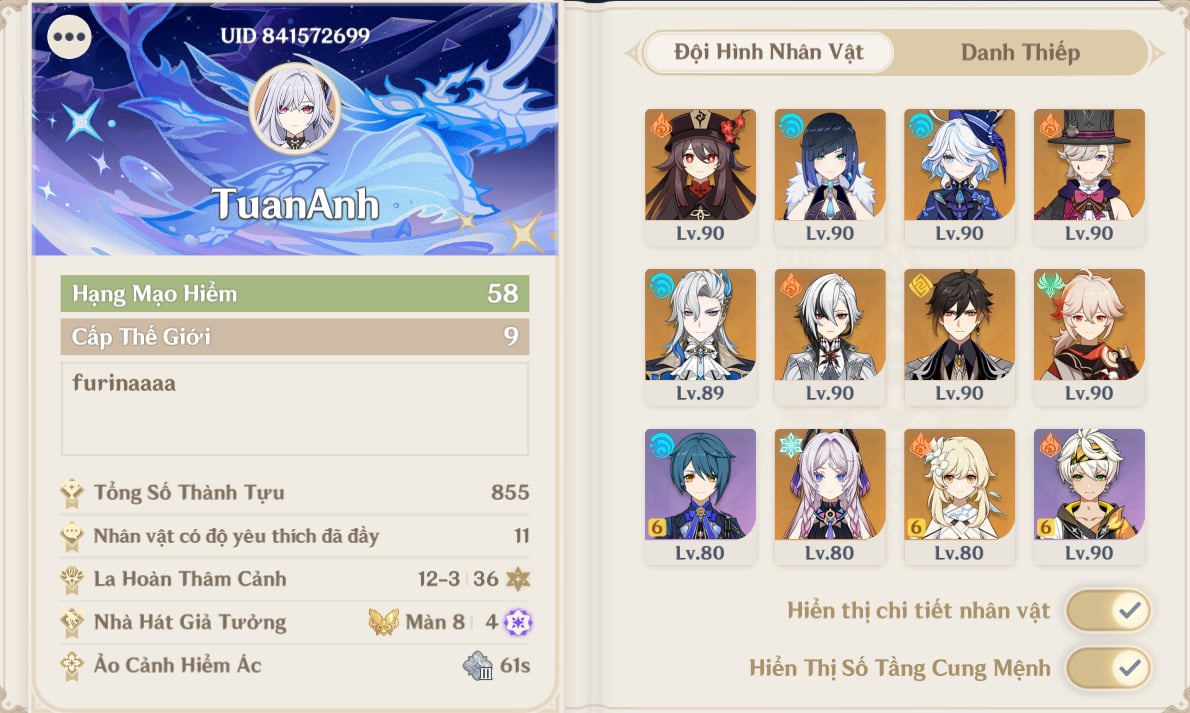 UID 841572699
TuanAnh
Hạng Mạo Hiểm 58
Cấp Thế Giới 9
furinaaaa
Tổng Số Thành Tựu 855
Nhân vật có độ yêu thích đã đầy 11
La Hoàn Thâm Cảnh 12-3 | 36
Nhà Hát Giả Tưởng Màn 8 | 4
Ảo Cảnh Hiểm Ác III 61s
Đội Hình Nhân Vật Danh Thiếp
Lv.90 Lv.90 Lv.90 Lv.90
Lv.89 Lv.90 Lv.90 Lv.90
6 6 6
Lv.80 Lv.80 Lv.80 Lv.90
Hiển thị chi tiết nhân vật
Hiển Thị Số Tầng Cung Mệnh